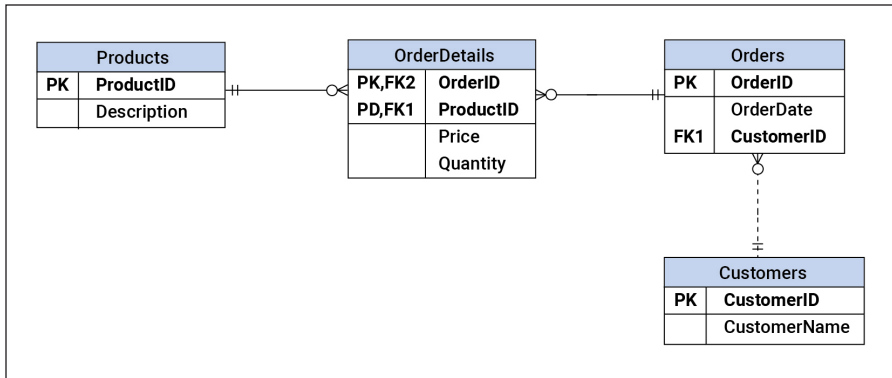 Products
PK ProductID
Description
OrderDetails
PK,FK2 OrderID
PD,FK1 ProductID
Price
Quantity
Orders
PK OrderID
OrderDate
FK1 CustomerID
Customers
PK CustomerID
CustomerName